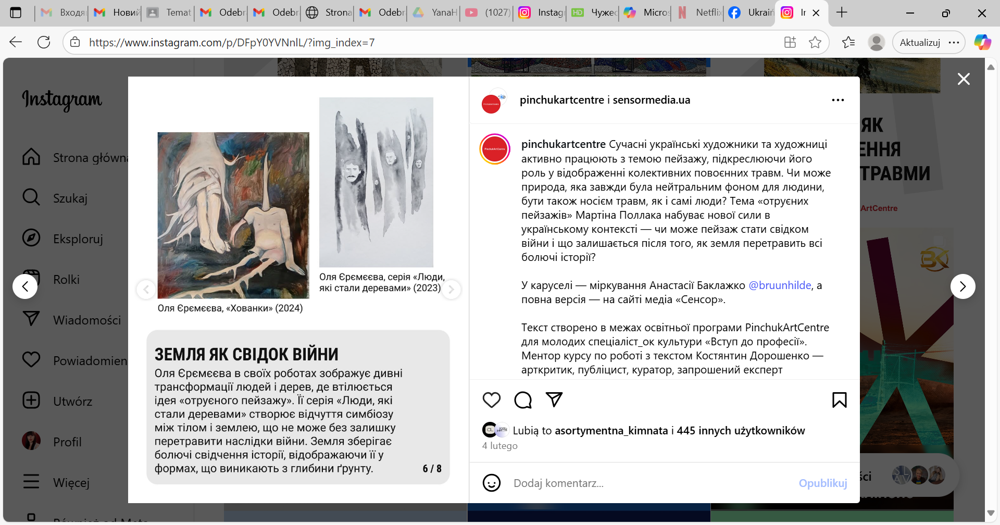 Входя
Новий
Temat
Odebr
Odebr
Strona
Odebr
YanaH
(1027)
Instag
Чужес
Micros
Netflix
Ukraiń
In
https://www.instagram.com/p/DFpY0YVNnlL/?img_index=7
Aktualizuj
Instagram
Strona główna
Szukaj
Eksploruj
Rolki
Wiadomości
Powiadomien
Utwórz
Profil
Więcej
Również od Meta
Оля Єрємєєва, серія «Люди,
які стали деревами» (2023)
Оля Єрємєєва, «Хованки» (2024)
ЗЕМЛЯ ЯК СВІДОК ВІЙНИ
Оля Єрємєєва в своїх роботах зображує дивні
трансформації людей і дерев, де втілюється
ідея «отруєного пейзажу». Її серія «Люди, які
стали деревами» створює відчуття симбіозу
між тілом і землею, що не може без залишку
перетравити наслідки війни. Земля зберігає
болючі свідчення історії, відображаючи її у
формах, що виникають з глибини ґрунту.
6 / 8
pinchukartcentre i sensormedia.ua
PinchukArtCentre
pinchukartcentre Сучасні українські художники та художниці
активно працюють з темою пейзажу, підкреслюючи його
роль у відображенні колективних повоєнних травм. Чи може
природа, яка завжди була нейтральним фоном для людини,
бути також носієм травм, як і самі люди? Тема «отруєних
пейзажів» Мартіна Поллака набуває нової сили в
українському контексті — чи може пейзаж стати свідком
війни і що залишається після того, як земля перетравить всі
болючі історії?
У каруселі — міркування Анастасії Баклажко @bruunhilde, а
повна версія — на сайті медіа «Сенсор».
Текст створено в межах освітньої програми PinchukArtCentre
для молодих спеціаліст_ок культури «Вступ до професії».
Ментор курсу по роботі з текстом Костянтин Дорошенко —
арткритик, публіцист, куратор, запрошений експерт
Lubią to asortymentna_kimnata i 445 innych użytkowników
4 lutego
Dodaj komentarz...
Opublikuj
ЯК
ЕННЯ
ТРАВМИ
ArtCentre
ści